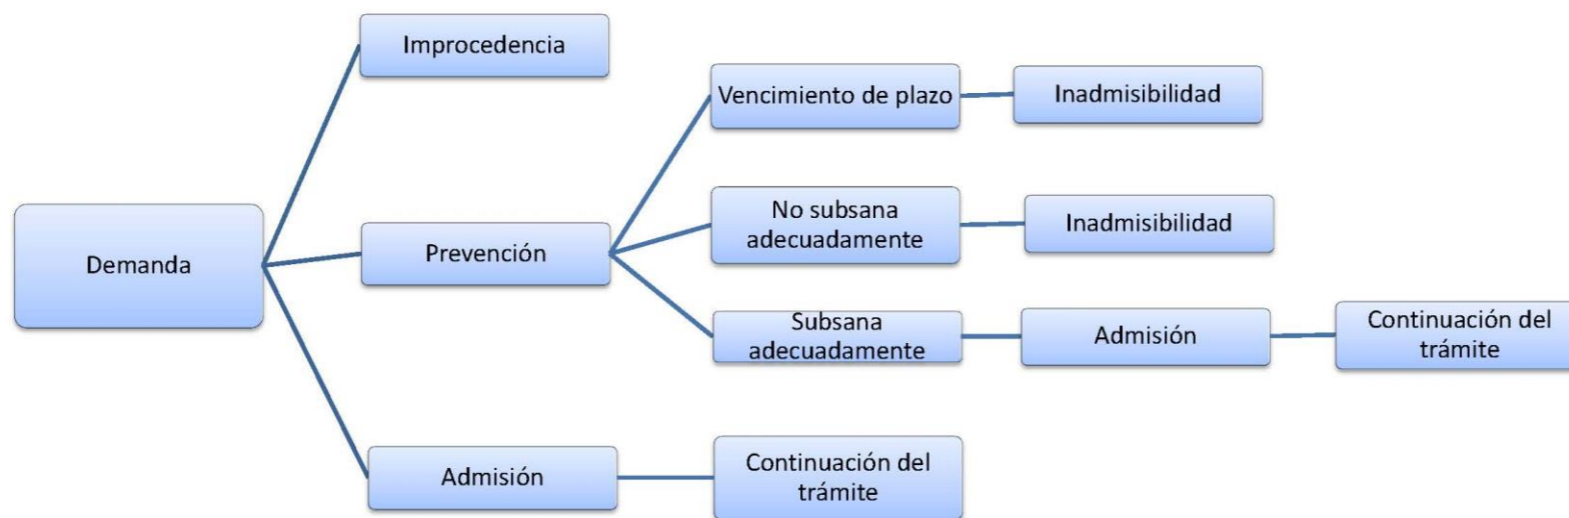 Improcedencia
Vencimiento de plazo
Inadmisibilidad
No subsana
adecuadamente
Inadmisibilidad
Demanda
Prevención
Subsana
adecuadamente
Admisión
Continuación del
trámite
Admisión
Continuación del
trámite